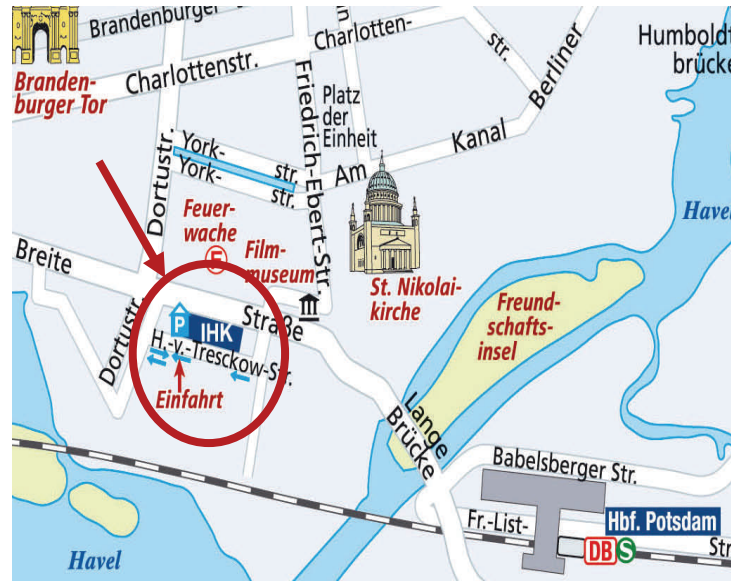 Brandenburger
Charlotten-
str.
Humboldt
brücke
Branden-
burger Tor
Charlottenstr.
Friedrich-Ebert-Str.
Platz
der
Einheit
Berliner
Kanal
Am
York-
str.
York-
str.
Dortustr.
Feuer-
wache
F
Film-
museum
St. Nikolai-
kirche
Havel
Freund-
schafts-
insel
Breite
Straße
Dortustr.
P
IHK
H.-v.-Tresckow-Str.
Einfahrt
Lange
Brücke
Babelsberger Str.
Fr.-List-
Hbf. Potsdam
DB
S
Str
Havel